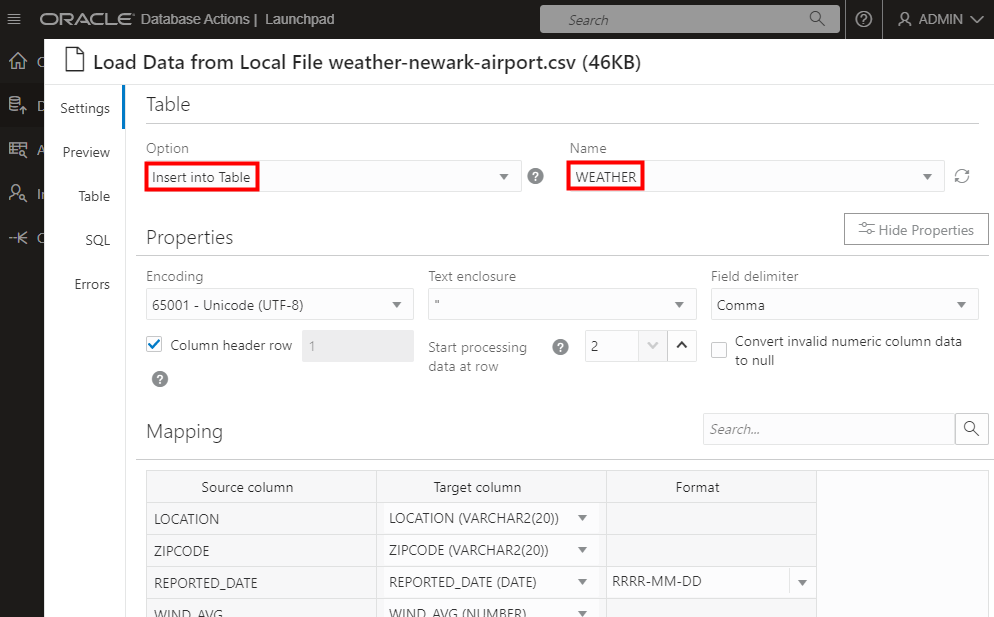 ORACLE Database Actions | Launchpad
Search
ADMIN
Load Data from Local File weather-newark-airport.csv (46KB)
Settings
Preview
Table
SQL
Errors
Table
Option
Name
Insert into Table
WEATHER
Properties
Hide Properties
Encoding
Text enclosure
Field delimiter
65001 - Unicode (UTF-8)
"
Comma
Column header row
1
Start processing
data at row
2
Convert invalid numeric column data
to null
Mapping
Search...
Source column
Target column
Format
LOCATION
LOCATION (VARCHAR2(20))
ZIPCODE
ZIPCODE (VARCHAR2(20))
REPORTED_DATE
REPORTED_DATE (DATE)
RRRR-MM-DD
WIND_AVG
WIND_AVG (NUMBER)